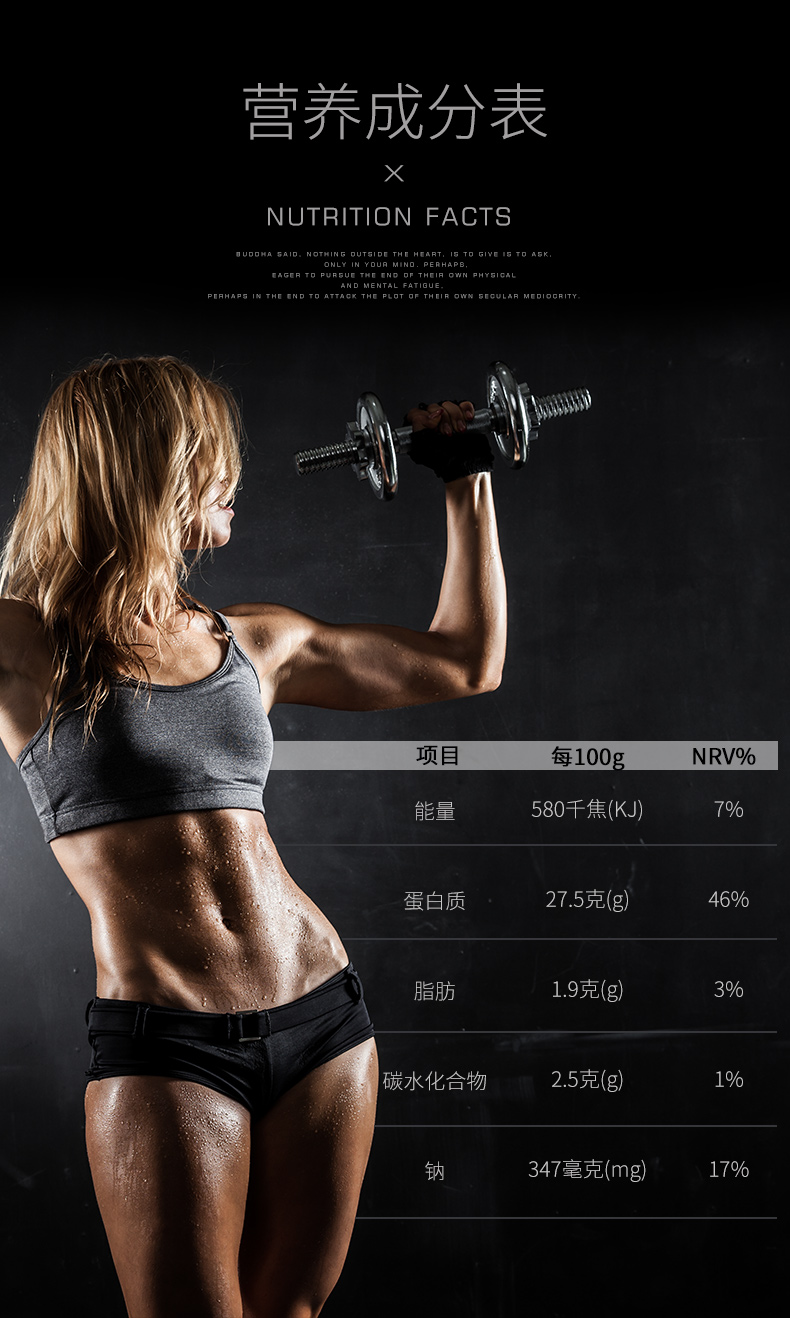 营养成分表
×
NUTRITION FACTS
BUDDHA SAID, NOTHING OUTSIDE THE HEART, IS TO GIVE IS TO ASK,
ONLY IN YOUR MIND. PERHAPS,
EAGER TO PURSUE THE END OF THEIR OWN PHYSICAL
AND MENTAL FATIGUE,
PERHAPS IN THE END TO ATTACK THE PLOT OF THEIR OWN SECULAR MEDIOCRITY.
项目 每100g NRV%
能量 580千焦(KJ) 7%
蛋白质 27.5克(g) 46%
脂肪 1.9克(g) 3%
碳水化合物 2.5克(g) 1%
钠 347毫克(mg) 17%